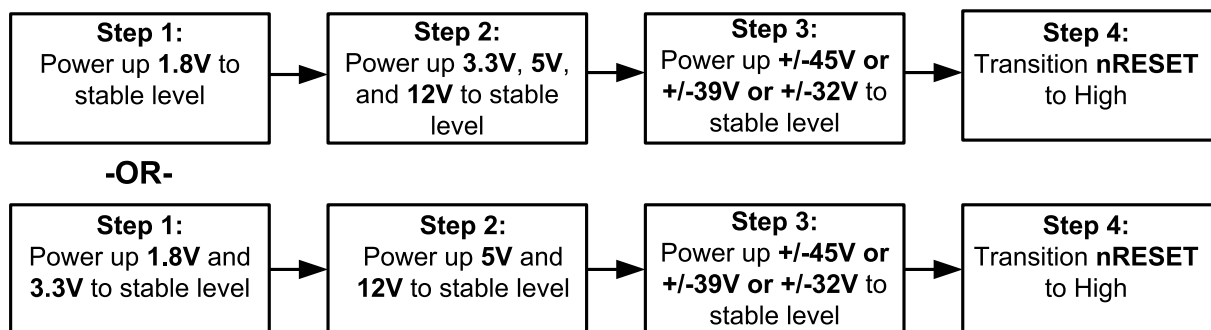 Step 1:
Power up 1.8V to
stable level
Step 2:
Power up 3.3V, 5V,
and 12V to stable
level
Step 3:
Power up +/-45V or
+/-39V or +/-32V to
stable level
Step 4:
Transition nRESET
to High
-OR-
Step 1:
Power up 1.8V and
3.3V to stable level
Step 2:
Power up 5V and
12V to stable level
Step 3:
Power up +/-45V or
+/-39V or +/-32V to
stable level
Step 4:
Transition nRESET
to High